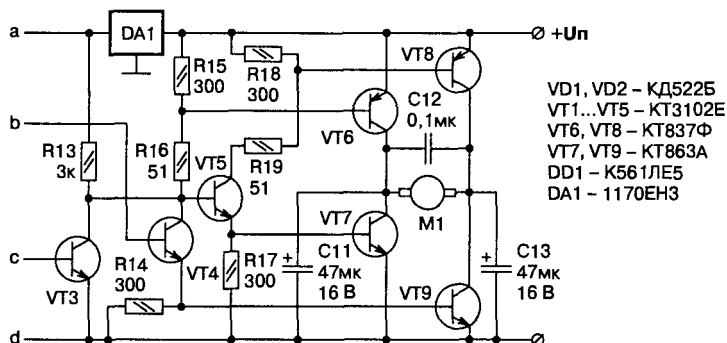 a
DA1
+Uп
R15
300
R18
300
VT8
C12
0,1мк
VT6
b
R13
3к
R16
51
VT5
R19
51
M1
VT7
c
VT3
R14
300
VT4
R17
300
C11
47мк
16 В
C13
47мк
16 В
VT9
d
VD1, VD2 – КД522Б
VT1...VT5 – КТ3102Е
VT6, VT8 – КТ837Ф
VT7, VT9 – КТ863А
DD1 – К561ЛЕ5
DA1 – 1170ЕН3